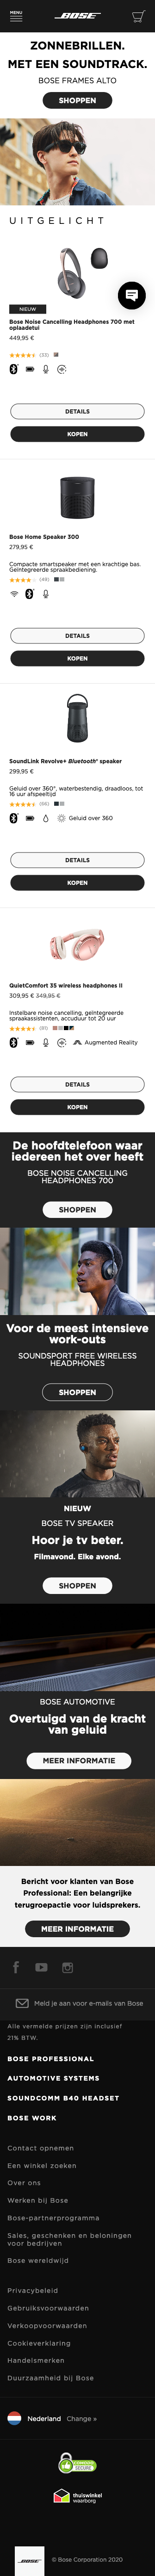 MENU
BOSE
ZONNEBRILLEN.
MET EEN SOUNDTRACK.
BOSE FRAMES ALTO
SHOPPEN
UITGELICHT
NIEUW
Bose Noise Cancelling Headphones 700 met
oplaadetui
449,95 €
(33)
DETAILS
KOPEN
Bose Home Speaker 300
279,95 €
Compacte smartspeaker met een krachtige bas.
Geïntegreerde spraakbediening.
(49)
DETAILS
KOPEN
SoundLink Revolve+ Bluetooth® speaker
299,95 €
Geluid over 360°, waterbestendig, draadloos, tot
16 uur afspeeltijd
Geluid over 360
DETAILS
KOPEN
QuietComfort 35 wireless headphones II
309,95 € 349,95 €
Instelbare noise cancelling, geïntegreerde
spraakassistenten, accuduur tot 20 uur
(81)
Augmented Reality
DETAILS
KOPEN
De hoofdtelefoon waar
iedereen het over heeft
BOSE NOISE CANCELLING
HEADPHONES 700
SHOPPEN
Voor de meest intensieve
work-outs
SOUNDSPORT FREE WIRELESS
HEADPHONES
SHOPPEN
NIEUW
BOSE TV SPEAKER
Hoor je tv beter.
Filmavond. Elke avond.
SHOPPEN
BOSE AUTOMOTIVE
Overtuigd van de kracht
van geluid
MEER INFORMATIE
Bericht voor klanten van Bose
Professional: Een belangrijke
terugroepactie voor luidsprekers.
MEER INFORMATIE
Meld je aan voor e-mails van Bose
Alle vermelde prijzen zijn inclusief
21% BTW.
BOSE PROFESSIONAL
AUTOMOTIVE SYSTEMS
SOUNDCOMM B40 HEADSET
BOSE WORK
Contact opnemen
Een winkel zoeken
Over ons
Werken bij Bose
Bose-partnerprogramma
Sales, geschenken en beloningen
voor bedrijven
Bose wereldwijd
Privacybeleid
Gebruiksvoorwaarden
Verkoopvoorwaarden
Cookieverklaring
Handelsmerken
Duurzaamheid bij Bose
Nederland Change »
SECURE
thuiswinkel
waarborg
BOSE © Bose Corporation 2020